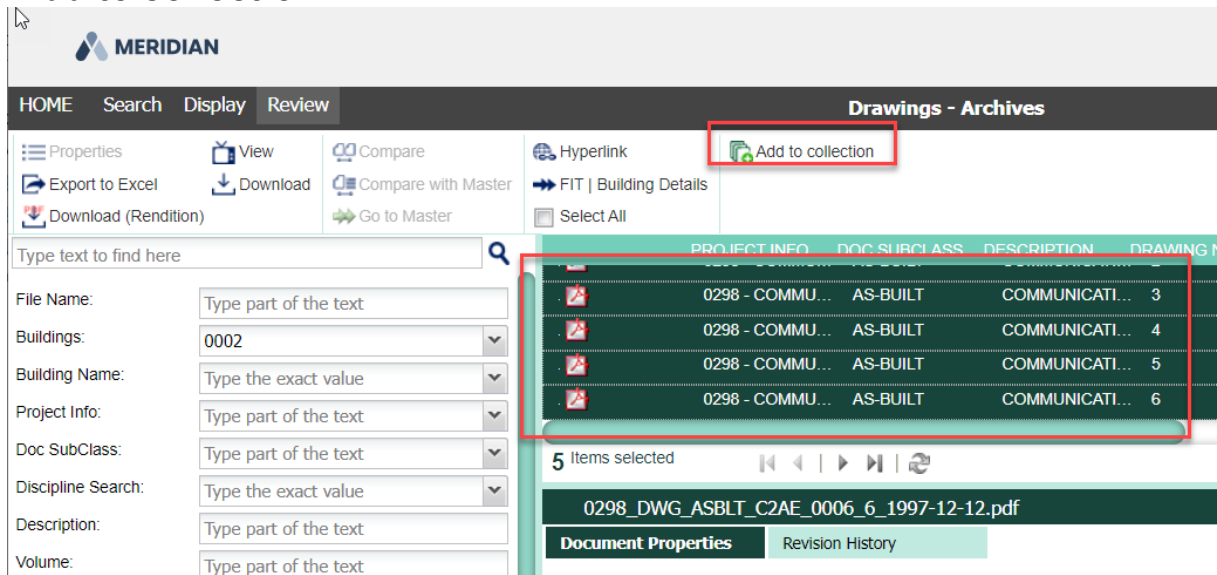 MERIDIAN
HOME Search Display Review Drawings - Archives
Properties View Compare Hyperlink Add to collection
Export to Excel Download Compare with Master FIT | Building Details
Download (Rendition) Go to Master Select All
Type text to find here PROJECT INFO DOC SUBCLASS DESCRIPTION DRAWING N
File Name: Type part of the text 0298 - COMMU... AS-BUILT COMMUNICATI... 3
Buildings: 0002 0298 - COMMU... AS-BUILT COMMUNICATI... 4
Building Name: Type the exact value 0298 - COMMU... AS-BUILT COMMUNICATI... 5
Project Info: Type part of the text 0298 - COMMU... AS-BUILT COMMUNICATI... 6
Doc SubClass: Type part of the text 5 Items selected
Discipline Search: Type the exact value
Description: Type part of the text 0298_DWG_ASBLT_C2AE_0006_6_1997-12-12.pdf
Volume: Type part of the text Document Properties Revision History